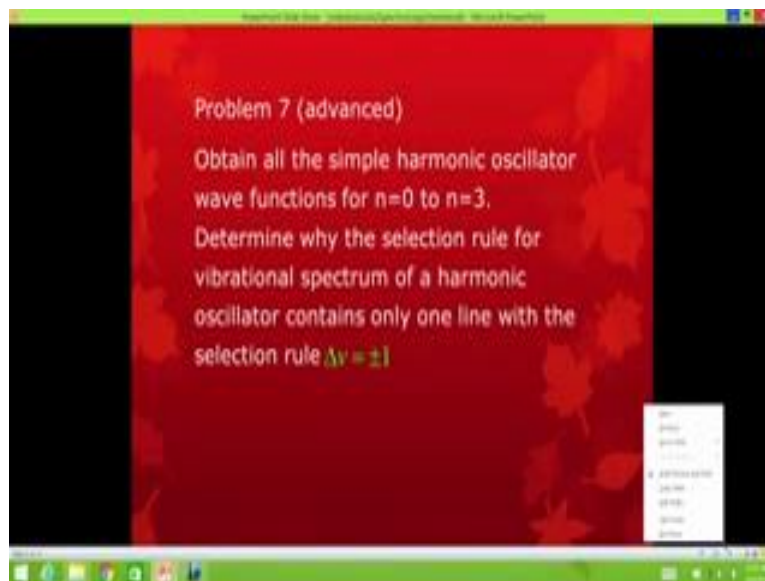 Problem 7 (advanced)
Obtain all the simple harmonic oscillator
wave functions for n=0 to n=3.
Determine why the selection rule for
vibrational spectrum of a harmonic
oscillator contains only one line with the
selection rule Δv = ±1